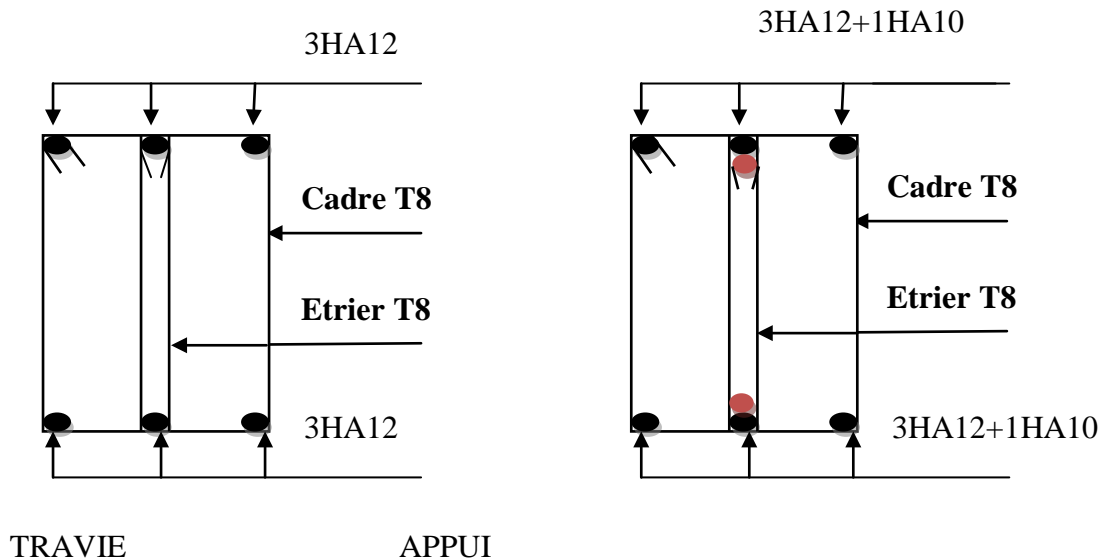 3HA12
3HA12+1HA10
Cadre T8
Cadre T8
Etrier T8
Etrier T8
3HA12
3HA12+1HA10
TRAVIE
APPUI